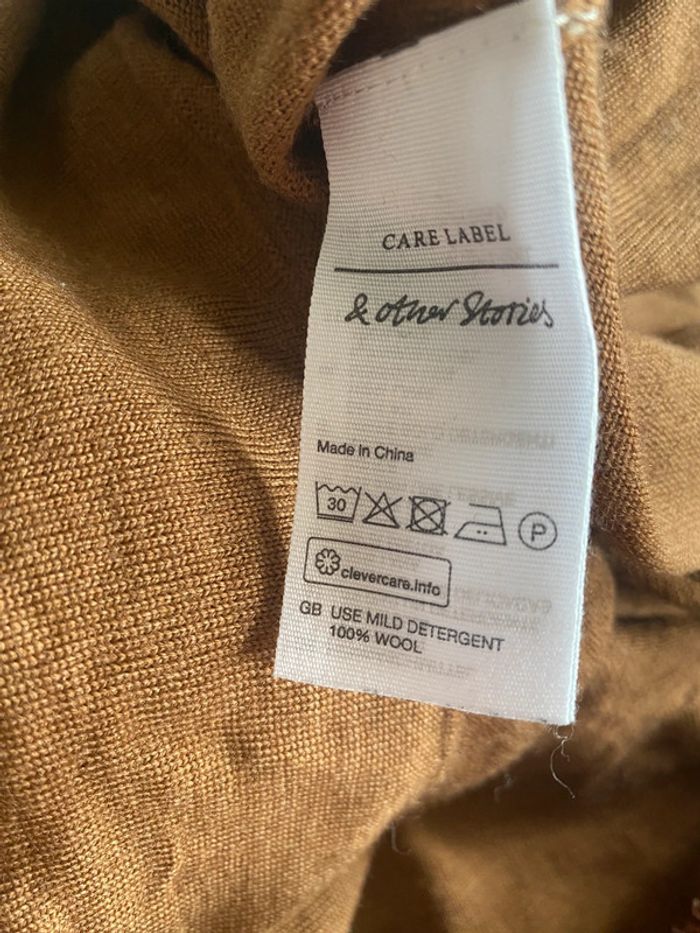 CARE LABEL
& other Stories
Made in China
30 P
clevercare.info
GB USE MILD DETERGENT
100% WOOL